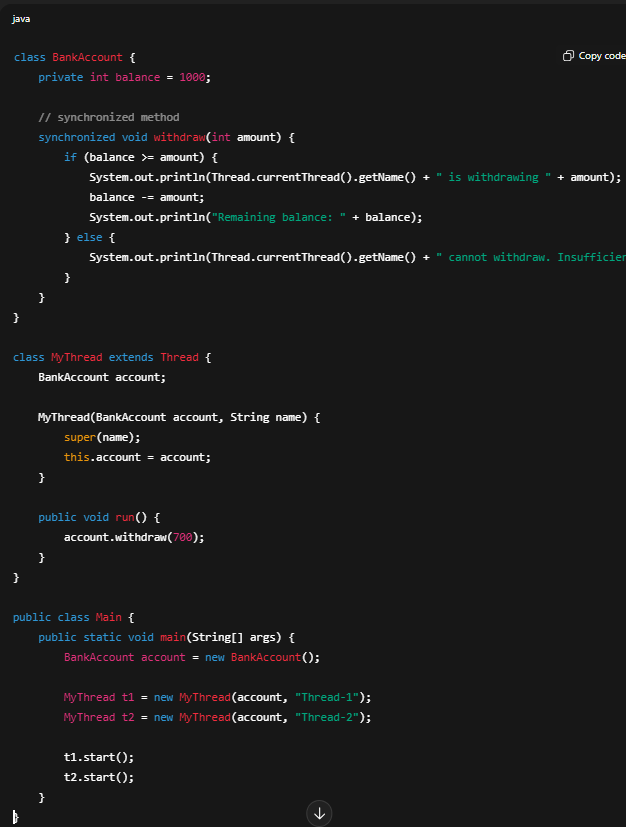 java
Copy code
class BankAccount {
    private int balance = 1000;

    // synchronized method
    synchronized void withdraw(int amount) {
        if (balance >= amount) {
            System.out.println(Thread.currentThread().getName() + " is withdrawing " + amount);
            balance -= amount;
            System.out.println("Remaining balance: " + balance);
        } else {
            System.out.println(Thread.currentThread().getName() + " cannot withdraw. Insufficien
        }
    }
}

class MyThread extends Thread {
    BankAccount account;

    MyThread(BankAccount account, String name) {
        super(name);
        this.account = account;
    }

    public void run() {
        account.withdraw(700);
    }
}

public class Main {
    public static void main(String[] args) {
        BankAccount account = new BankAccount();

        MyThread t1 = new MyThread(account, "Thread-1");
        MyThread t2 = new MyThread(account, "Thread-2");

        t1.start();
        t2.start();
    }
}